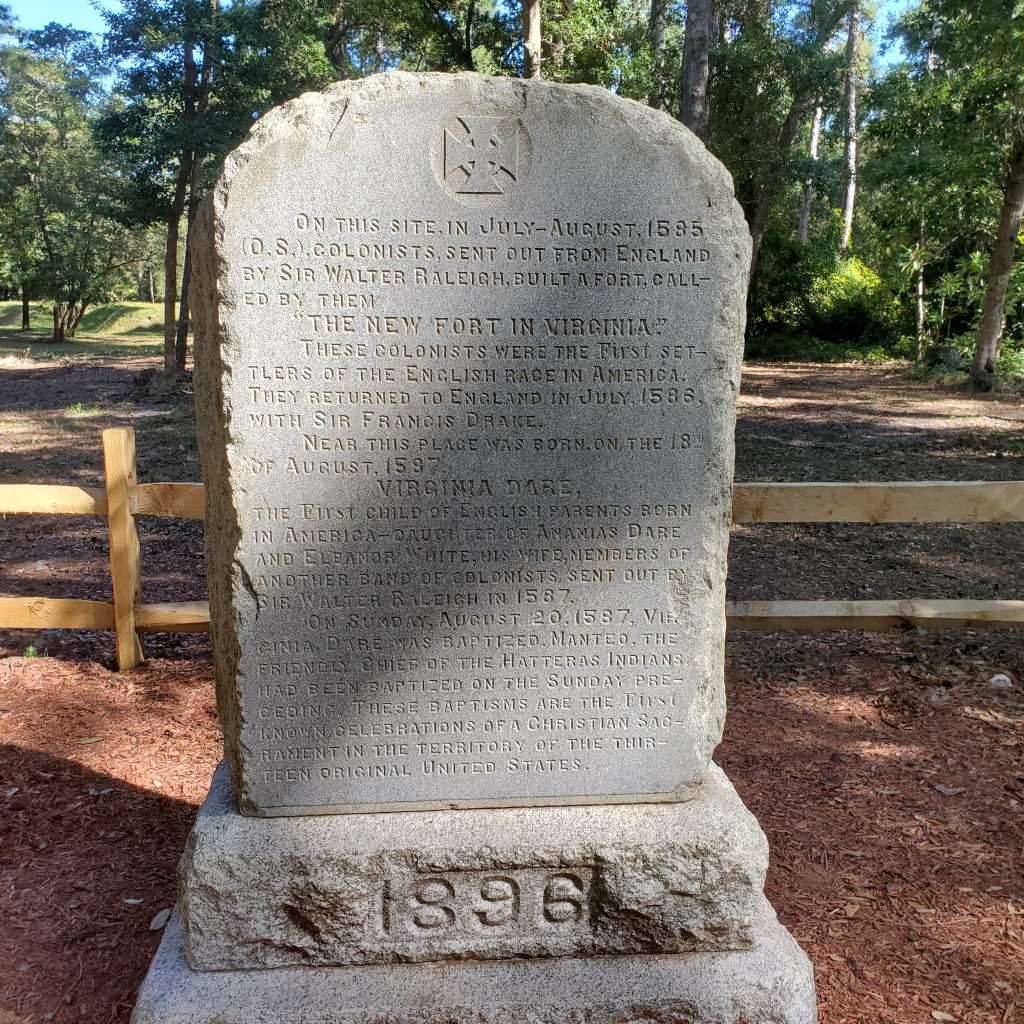 ON THIS SITE, IN JULY-AUGUST, 1585
(O.S.), COLONISTS, SENT OUT FROM ENGLAND
BY SIR WALTER RALEIGH, BUILT A FORT, CALL-
ED BY THEM
"THE NEW FORT IN VIRGINIA."
THESE COLONISTS WERE THE FIRST SET-
TLERS OF THE ENGLISH RACE IN AMERICA.
THEY RETURNED TO ENGLAND IN JULY, 1586,
WITH SIR FRANCIS DRAKE.
NEAR THIS PLACE WAS BORN, ON THE 18TH
OF AUGUST, 1587,
VIRGINIA DARE,
THE FIRST CHILD OF ENGLISH PARENTS BORN
IN AMERICA-DAUGHTER OF ANANIAS DARE
AND ELEANOR WHITE, HIS WIFE, MEMBERS OF
ANOTHER BAND OF COLONISTS, SENT OUT BY
SIR WALTER RALEIGH IN 1587.
ON SUNDAY, AUGUST 20, 1587, VIR-
GINIA DARE WAS BAPTIZED. MANTEO, THE
FRIENDLY CHIEF OF THE HATTERAS INDIANS,
HAD BEEN BAPTIZED ON THE SUNDAY PRE-
CEDING. THESE BAPTISMS ARE THE FIRST
KNOWN CELEBRATIONS OF A CHRISTIAN SAC-
RAMENT IN THE TERRITORY OF THE THIR-
TEEN ORIGINAL UNITED STATES.
1896